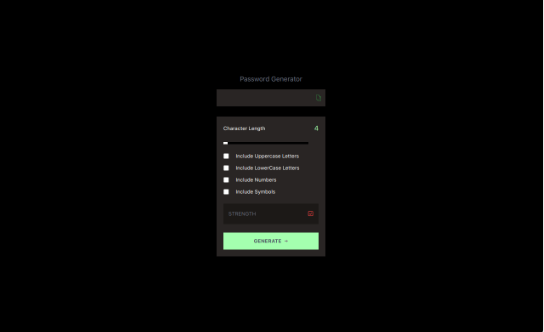 Password Generator
Character Length 4
Include Uppercase Letters
Include LowerCase Letters
Include Numbers
Include Symbols
STRENGTH
GENERATE →